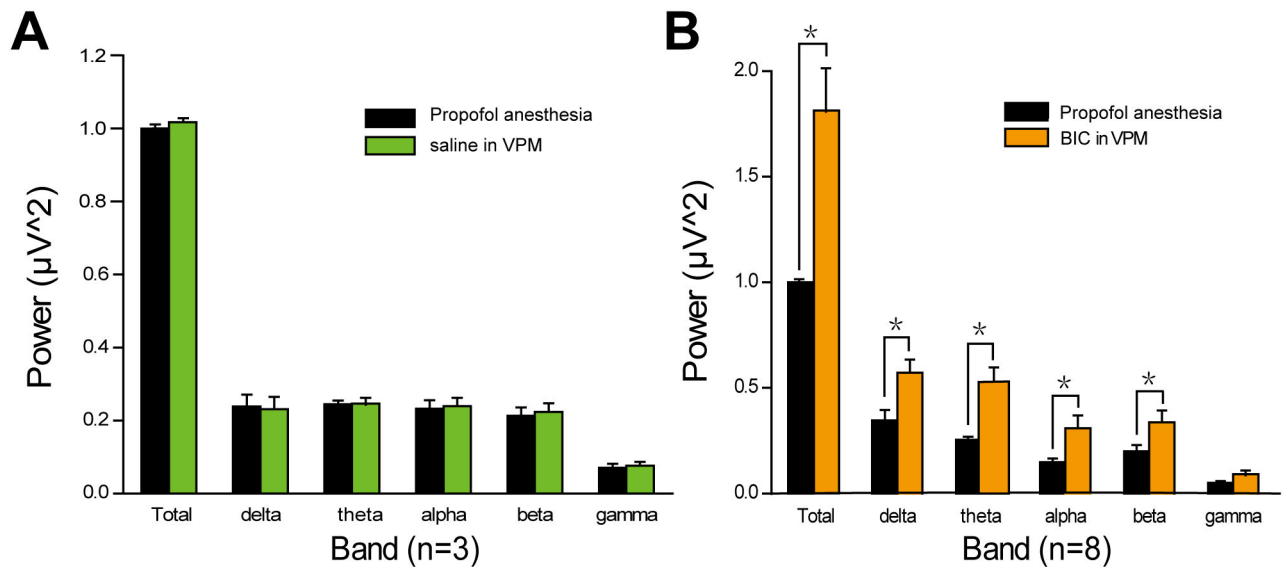 A
Power (µV^2)
1.2
1.0
0.8
0.6
0.4
0.2
0.0
Propofol anesthesia
saline in VPM
Total delta theta alpha beta gamma
Band (n=3)
B
Power (µV^2)
2.0
1.5
1.0
0.5
0.0
*
*
*
*
*
Propofol anesthesia
BIC in VPM
Total delta theta alpha beta gamma
Band (n=8)